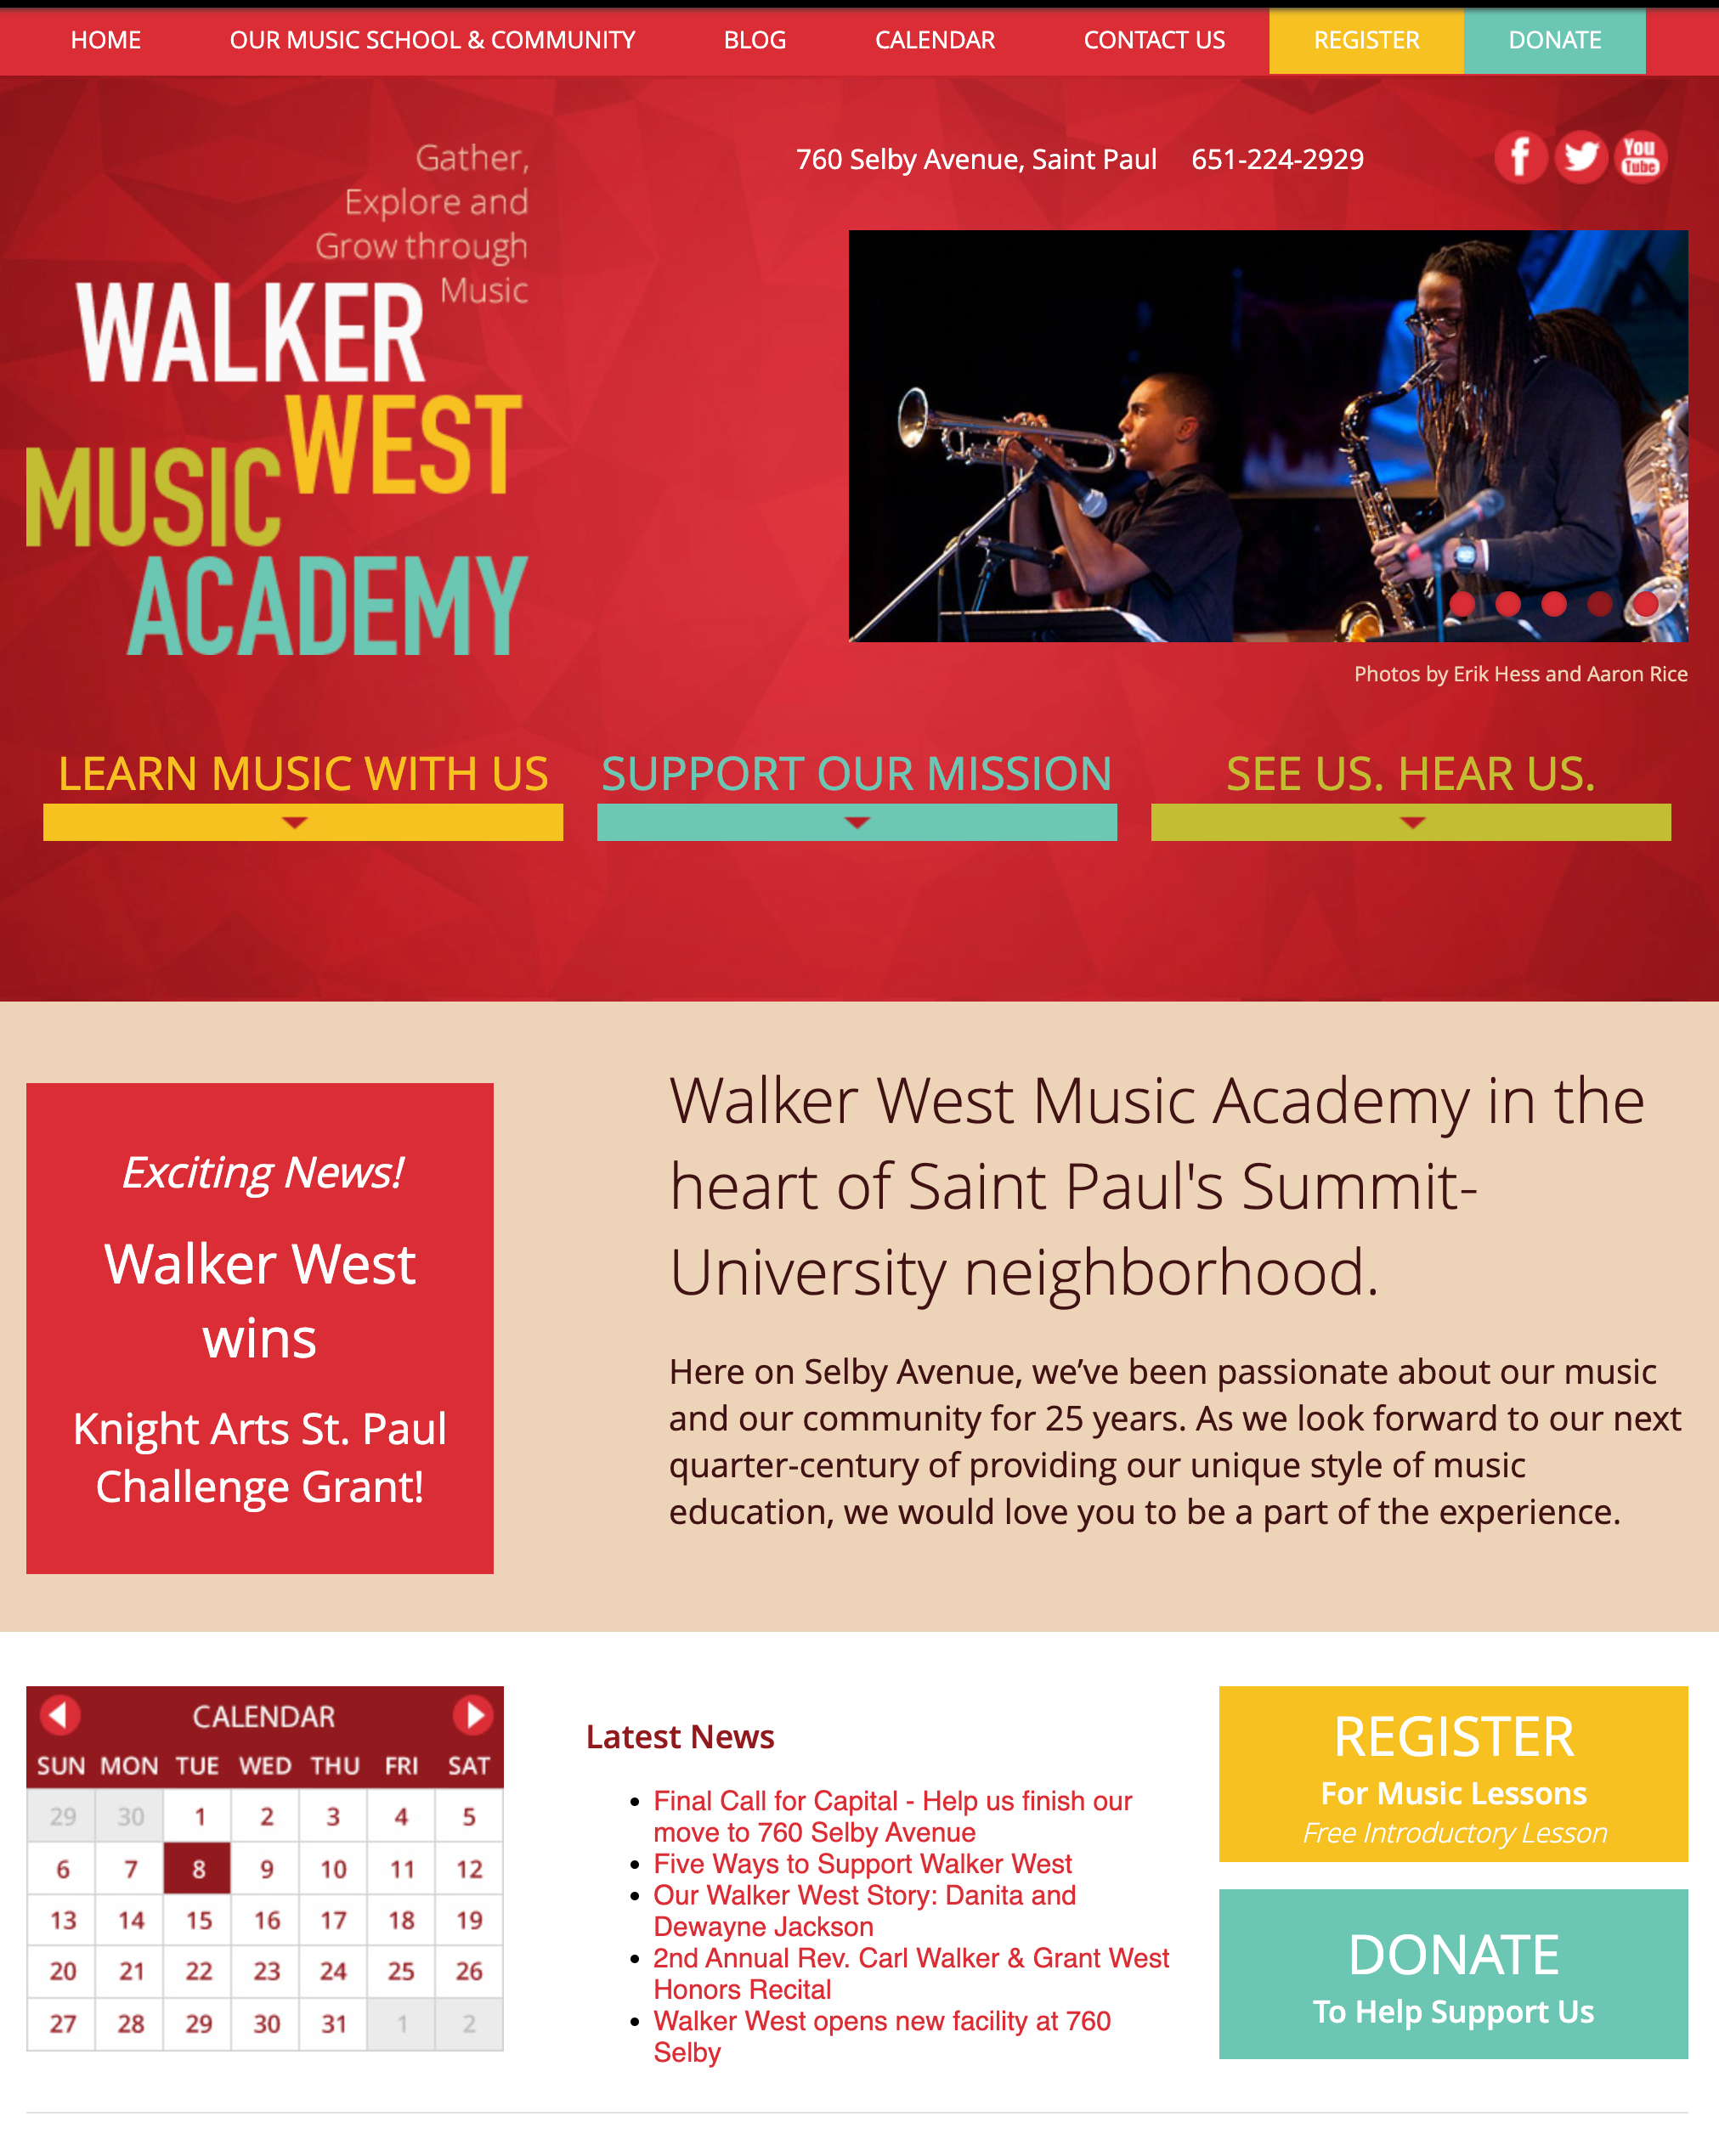 HOME OUR MUSIC SCHOOL & COMMUNITY BLOG CALENDAR CONTACT US REGISTER DONATE
Gather,
Explore and
Grow through
Music
WALKER
WEST
MUSIC
ACADEMY
760 Selby Avenue, Saint Paul 651-224-2929
f You
Tube
Photos by Erik Hess and Aaron Rice
LEARN MUSIC WITH US SUPPORT OUR MISSION SEE US. HEAR US.
Exciting News!
Walker West
wins
Knight Arts St. Paul
Challenge Grant!
Walker West Music Academy in the
heart of Saint Paul's Summit-
University neighborhood.
Here on Selby Avenue, we’ve been passionate about our music
and our community for 25 years. As we look forward to our next
quarter-century of providing our unique style of music
education, we would love you to be a part of the experience.
CALENDAR
SUN MON TUE WED THU FRI SAT
29 30 1 2 3 4 5
6 7 8 9 10 11 12
13 14 15 16 17 18 19
20 21 22 23 24 25 26
27 28 29 30 31 1 2
Latest News
Final Call for Capital - Help us finish our
move to 760 Selby Avenue
Five Ways to Support Walker West
Our Walker West Story: Danita and
Dewayne Jackson
2nd Annual Rev. Carl Walker & Grant West
Honors Recital
Walker West opens new facility at 760
Selby
REGISTER
For Music Lessons
Free Introductory Lesson
DONATE
To Help Support Us